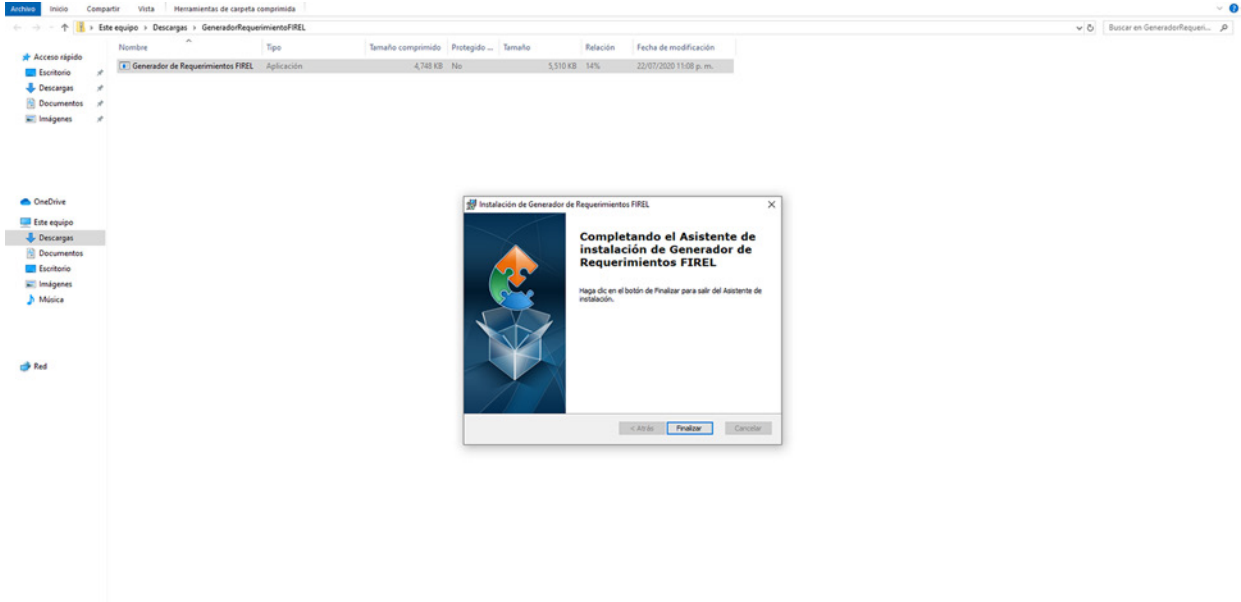 Archivo Inicio Compartir Vista Herramientas de carpeta comprimida
Este equipo > Descargas > GeneradorRequerimientoFIREL
Buscar en GeneradorRequeri...
Nombre Tipo Tamaño comprimido Protegido ... Tamaño Relación Fecha de modificación
Generador de Requerimientos FIREL Aplicación 4,748 KB No 5,510 KB 14% 22/07/2020 11:08 p. m.
Acceso rápido
Escritorio
Descargas
Documentos
Imágenes
OneDrive
Este equipo
Descargas
Documentos
Escritorio
Imágenes
Música
Red
Instalación de Generador de Requerimientos FIREL
Completando el Asistente de
instalación de Generador de
Requerimientos FIREL
Haga clic en el botón de Finalizar para salir del Asistente de
instalación.
< Atrás Finalizar Cancelar